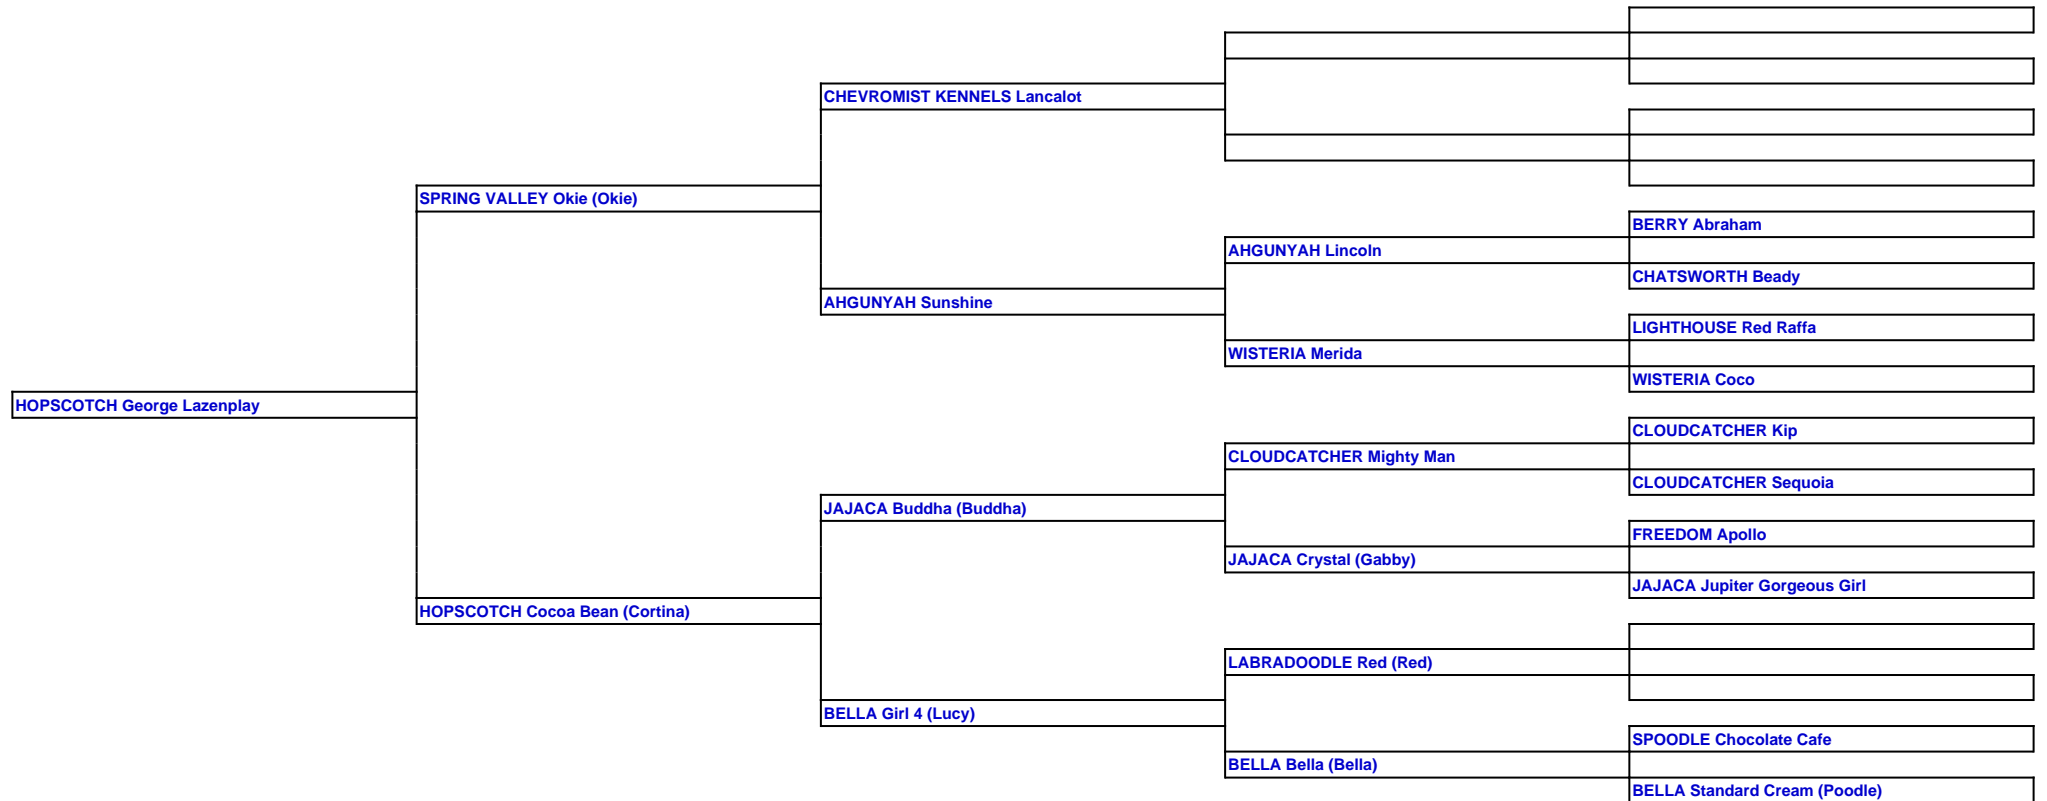 CHEVROMIST KENNELS Lancalot
SPRING VALLEY Okie (Okie)
BERRY Abraham
AHGUNYAH Lincoln
CHATSWORTH Beady
AHGUNYAH Sunshine
LIGHTHOUSE Red Raffa
WISTERIA Merida
WISTERIA Coco
HOPSCOTCH George Lazenplay
CLOUDCATCHER Kip
CLOUDCATCHER Mighty Man
CLOUDCATCHER Sequoia
JAJACA Buddha (Buddha)
FREEDOM Apollo
JAJACA Crystal (Gabby)
JAJACA Jupiter Gorgeous Girl
HOPSCOTCH Cocoa Bean (Cortina)
LABRADOODLE Red (Red)
BELLA Girl 4 (Lucy)
SPOODLE Chocolate Cafe
BELLA Bella (Bella)
BELLA Standard Cream (Poodle)